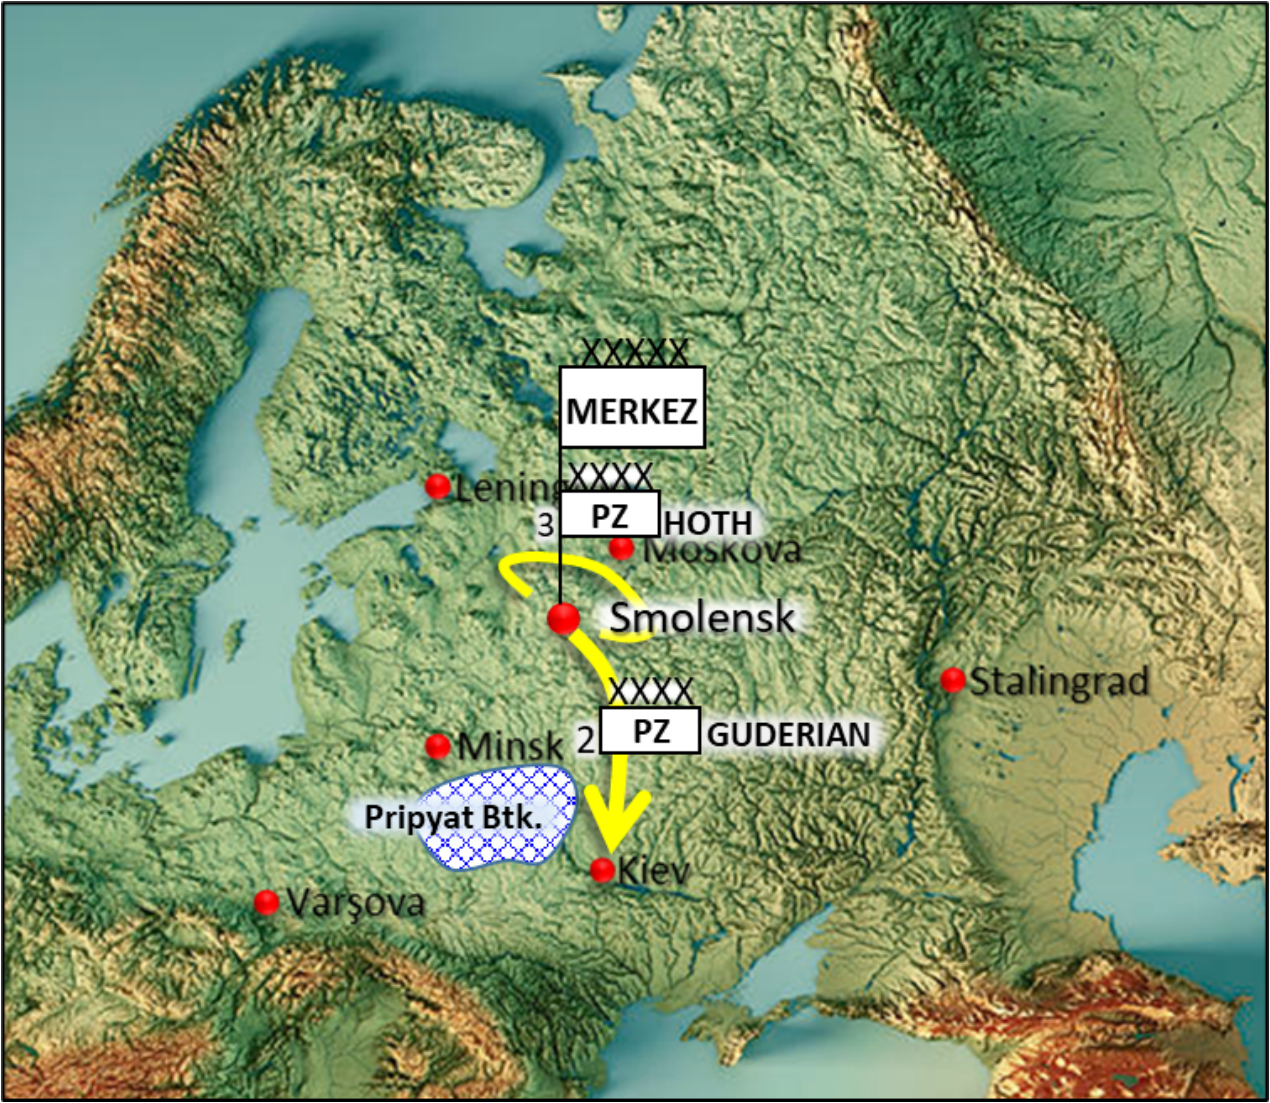 XXXXX
MERKEZ
XXXX
Lening
3 PZ HOTH
Moskova
Smolensk
XXXX
Stalingrad
2 PZ GUDERIAN
Minsk
Pripyat Btk.
Kiev
Varşova